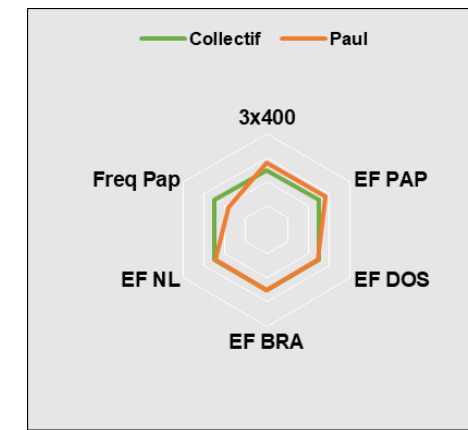 Collectif Paul
3x400
Freq Pap EF PAP
EF NL EF DOS
EF BRA